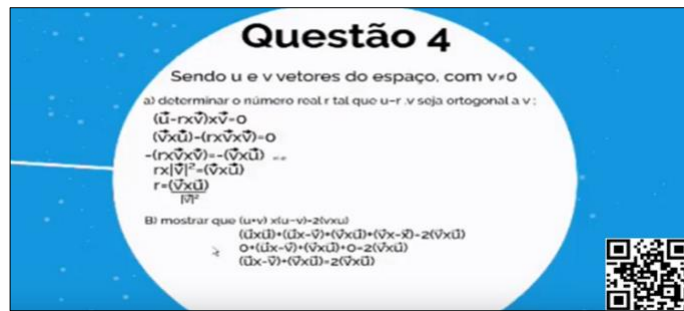 Questão 4
Sendo u e v vetores do espaço, com v≠0
a) determinar o número real r tal que u-r .v seja ortogonal a v :
(u⃗-rxv⃗)xv⃗=0
(v⃗xu⃗)-(rxv⃗xv⃗)=0
-(rxv⃗xv⃗)=-(v⃗xu⃗)
rx|v⃗|²=(v⃗xu⃗)
r=(v⃗xu⃗)
|v⃗|²
B) mostrar que (u+v) x(u-v)=2(vxu)
(u⃗xu⃗)+(u⃗x-v⃗)+(v⃗xu⃗)+(v⃗x-v⃗)=2(v⃗xu⃗)
0+(u⃗x-v⃗)+(v⃗xu⃗)+0=2(v⃗xu⃗)
(u⃗x-v⃗)+(v⃗xu⃗)=2(v⃗xu⃗)